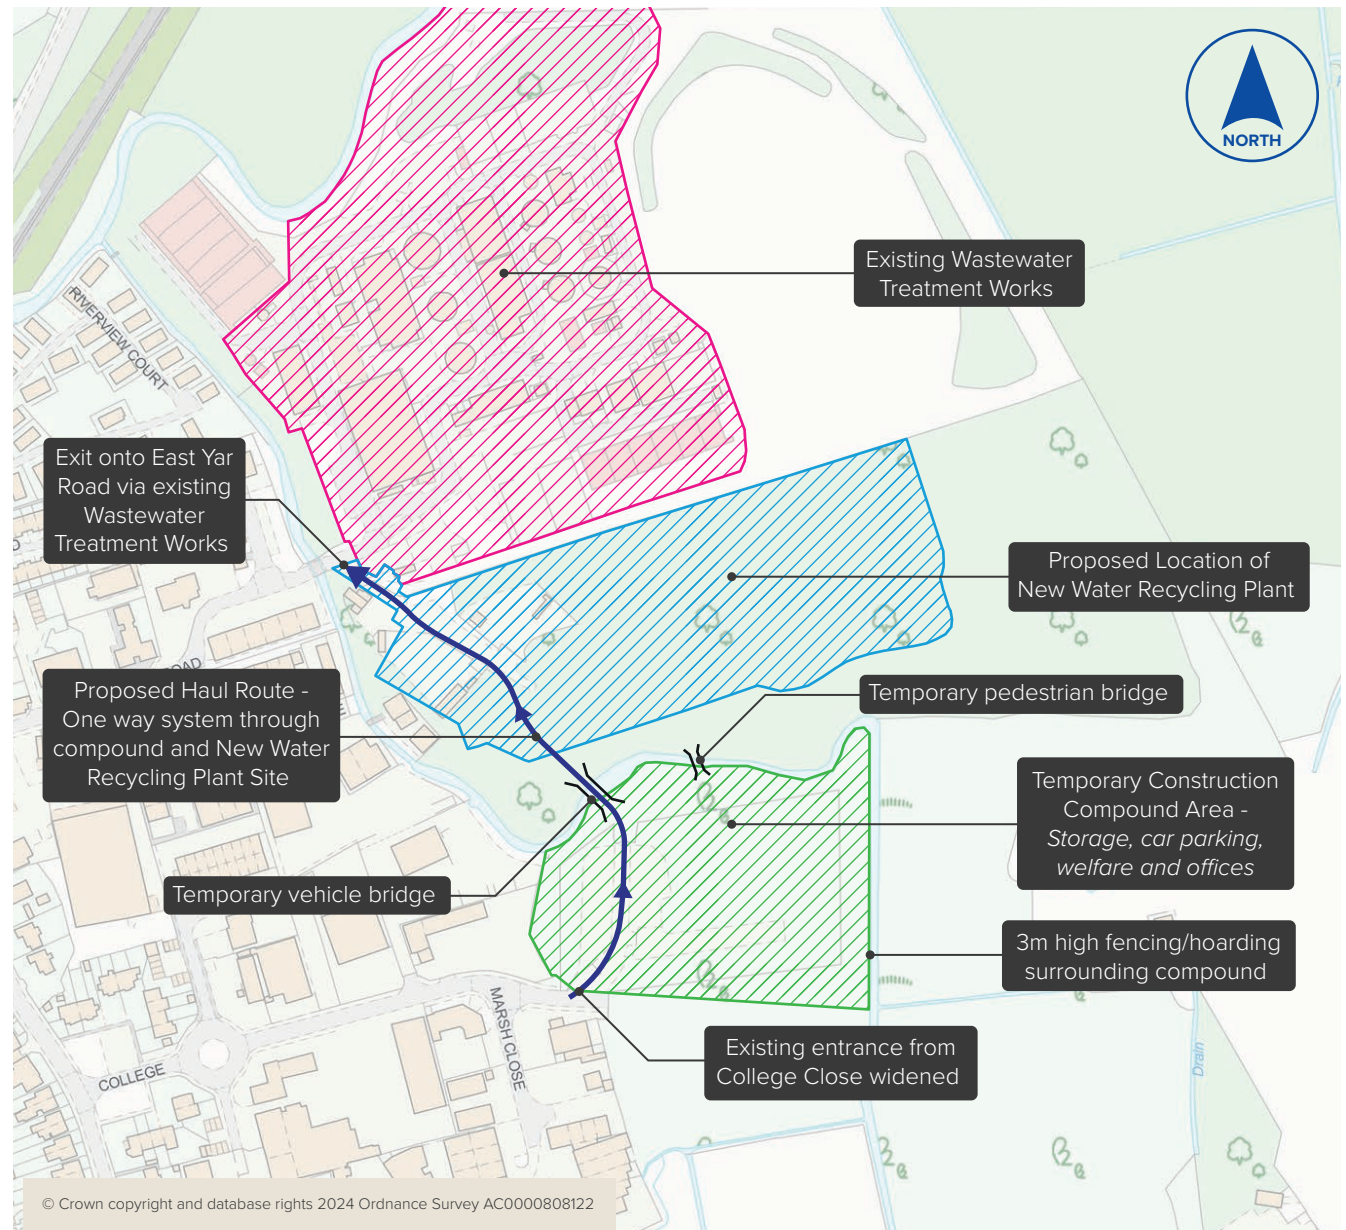 NORTH
Existing Wastewater
Treatment Works
RIVERVIEW COURT
Exit onto East Yar
Road via existing
Wastewater
Treatment Works
Proposed Location of
New Water Recycling Plant
ROAD
Proposed Haul Route -
One way system through
compound and New Water
Recycling Plant Site
Temporary pedestrian bridge
Temporary Construction
Compound Area -
Storage, car parking,
welfare and offices
Temporary vehicle bridge
3m high fencing/hoarding
surrounding compound
MARSH CLOSE
Existing entrance from
College Close widened
COLLEGE
Drain
© Crown copyright and database rights 2024 Ordnance Survey AC0000808122